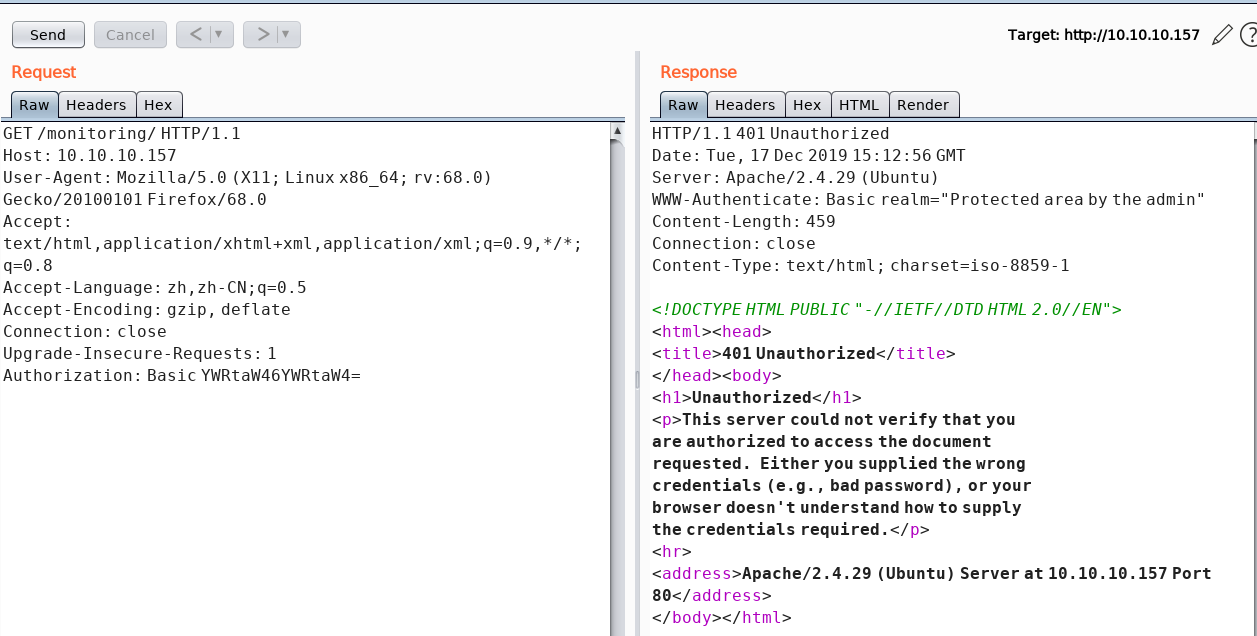 Send
Cancel
<
>
Target: http://10.10.10.157
?
Request
Response
Raw
Headers
Hex
Raw
Headers
Hex
HTML
Render
GET /monitoring/ HTTP/1.1
Host: 10.10.10.157
User-Agent: Mozilla/5.0 (X11; Linux x86_64; rv:68.0)
Gecko/20100101 Firefox/68.0
Accept:
text/html,application/xhtml+xml,application/xml;q=0.9,*/*;
q=0.8
Accept-Language: zh,zh-CN;q=0.5
Accept-Encoding: gzip, deflate
Connection: close
Upgrade-Insecure-Requests: 1
Authorization: Basic YWRtaW46YWRtaW4=
HTTP/1.1 401 Unauthorized
Date: Tue, 17 Dec 2019 15:12:56 GMT
Server: Apache/2.4.29 (Ubuntu)
WWW-Authenticate: Basic realm="Protected area by the admin"
Content-Length: 459
Connection: close
Content-Type: text/html; charset=iso-8859-1
<!DOCTYPE HTML PUBLIC "-//IETF//DTD HTML 2.0//EN">
<html><head>
<title>401 Unauthorized</title>
</head><body>
<h1>Unauthorized</h1>
<p>This server could not verify that you
are authorized to access the document
requested. Either you supplied the wrong
credentials (e.g., bad password), or your
browser doesn't understand how to supply
the credentials required.</p>
<hr>
<address>Apache/2.4.29 (Ubuntu) Server at 10.10.10.157 Port
80</address>
</body></html>